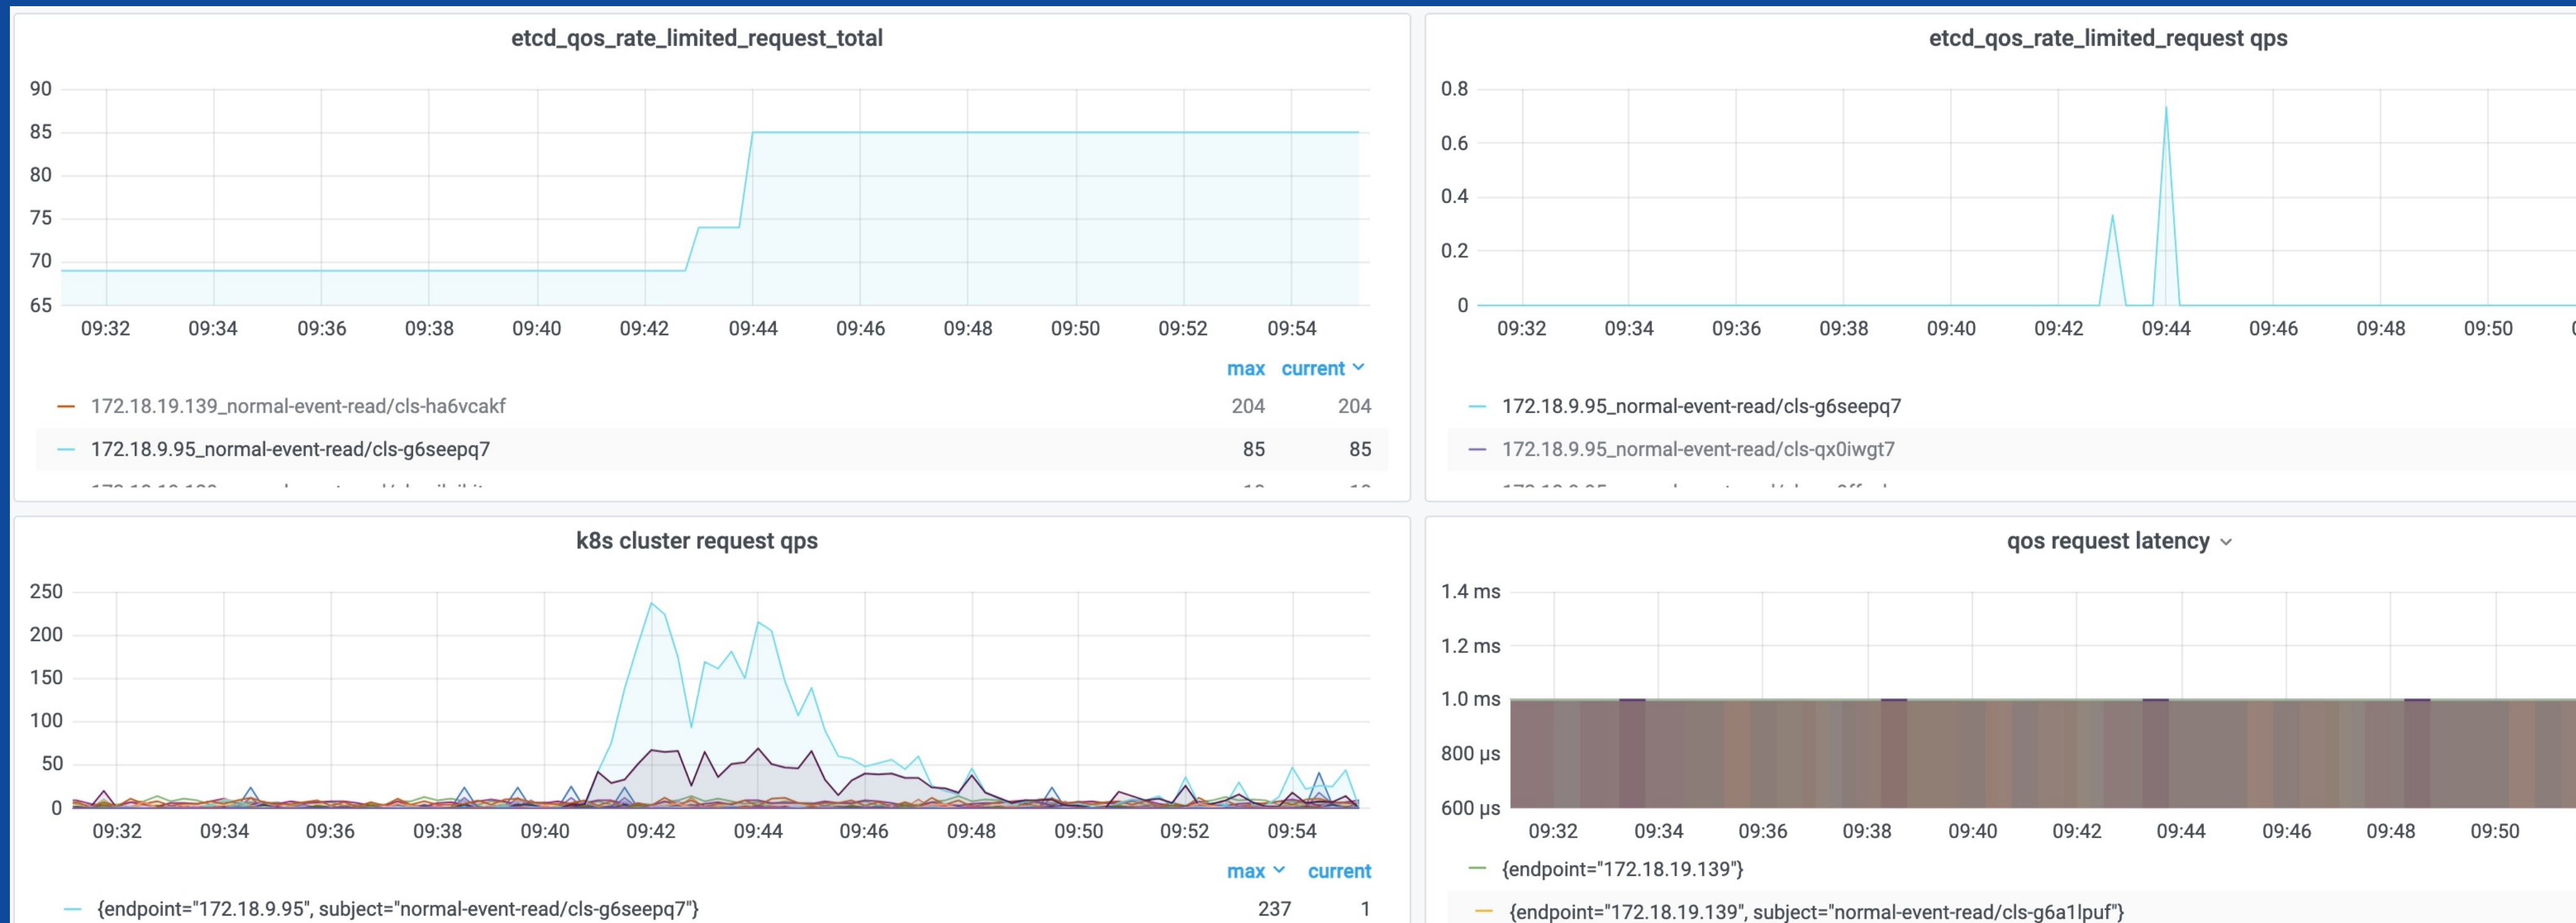 etcd_qos_rate_limited_request_total
90
85
80
75
70
65
09:32 09:34 09:36 09:38 09:40 09:42 09:44 09:46 09:48 09:50 09:52 09:54
max current
172.18.19.139_normal-event-read/cls-ha6vcakf 204 204
172.18.9.95_normal-event-read/cls-g6seepq7 85 85
etcd_qos_rate_limited_request qps
0.8
0.6
0.4
0.2
0
09:32 09:34 09:36 09:38 09:40 09:42 09:44 09:46 09:48 09:50
172.18.9.95_normal-event-read/cls-g6seepq7
172.18.9.95_normal-event-read/cls-qx0iwgt7
k8s cluster request qps
250
200
150
100
50
0
09:32 09:34 09:36 09:38 09:40 09:42 09:44 09:46 09:48 09:50 09:52 09:54
max current
{endpoint="172.18.9.95", subject="normal-event-read/cls-g6seepq7"} 237 1
qos request latency
1.4 ms
1.2 ms
1.0 ms
800 µs
600 µs
09:32 09:34 09:36 09:38 09:40 09:42 09:44 09:46 09:48 09:50
{endpoint="172.18.19.139"}
{endpoint="172.18.19.139", subject="normal-event-read/cls-g6a1lpuf"}